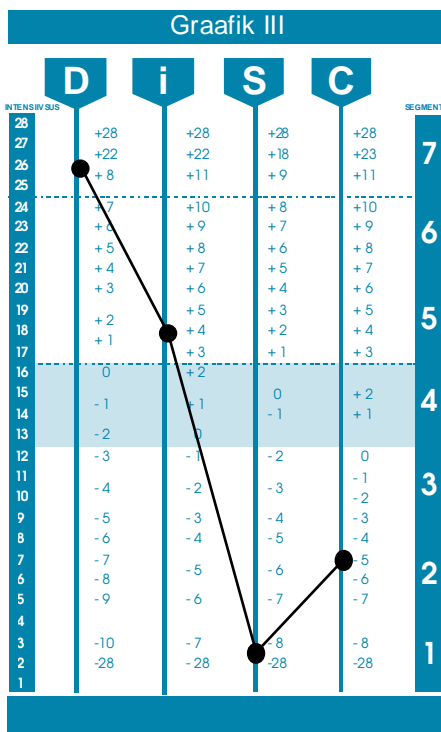 Graafik III
D i S C
INTENSIIVSUS SEGMENT
28
27 +28 +28 +28 +28 7
26 +22 +22 +18 +23
25 + 8 +11 + 9 +11
24 + 7 +10 + 8 +10
23 + 6 + 9 + 7 + 9 6
22 + 5 + 8 + 6 + 8
21 + 4 + 7 + 5 + 7
20 + 3 + 6 + 4 + 6
19 + 2 + 5 + 3 + 5 5
18 + 1 + 4 + 2 + 4
17 + 3 + 1 + 3
16 0 + 2
15 - 1 + 1 0 + 2 4
14 - 1 + 1
13 - 2 0
12 - 3 - 1 - 2 0
11 - 4 - 2 - 3 - 1 3
10 - 2
9 - 5 - 3 - 4 - 3
8 - 6 - 4 - 5 - 4
7 - 7 - 5 - 6 - 5 2
6 - 8 - 6
5 - 9 - 6 - 7 - 7
4
3 -10 - 7 - 8 - 8 1
2 -28 - 28 -28 -28
1